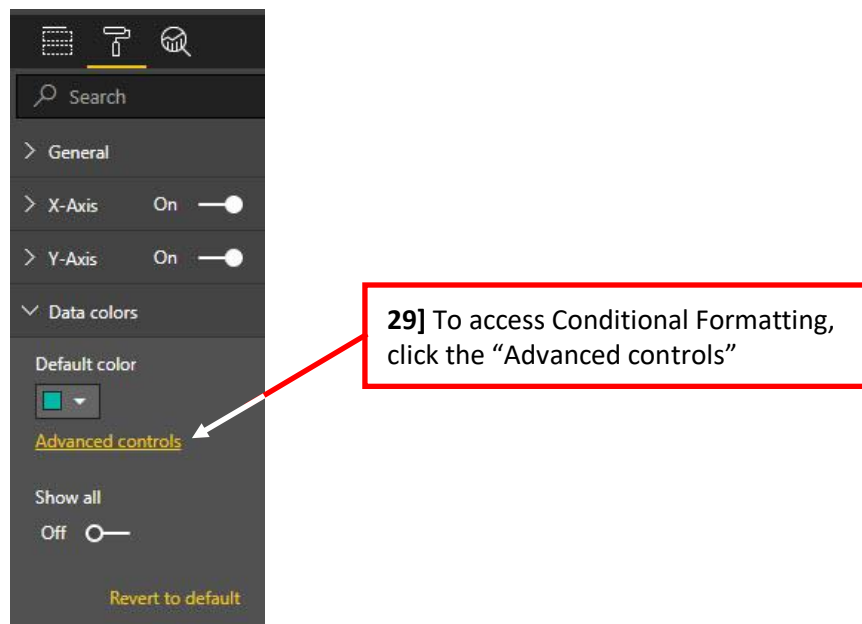 Search
General
X-Axis On
Y-Axis On
Data colors
Default color
Advanced controls
Show all
Off
Revert to default
29] To access Conditional Formatting,
click the “Advanced controls”